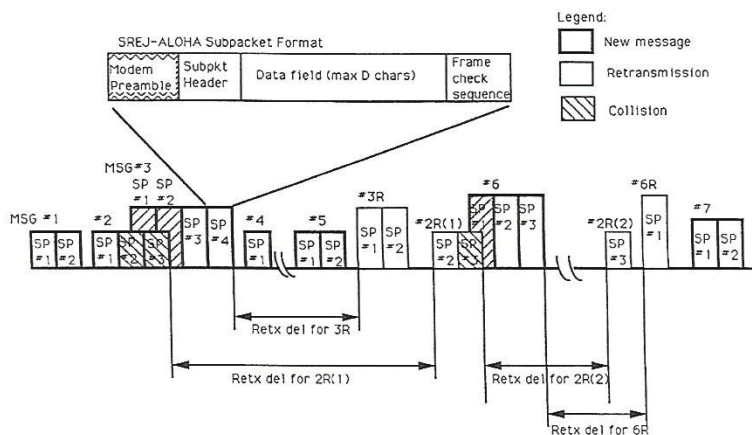 Legend:
SREJ-ALOHA Subpacket Format
New message
Modem Preamble
Subpkt Header
Data field (max D chars)
Frame check sequence
Retransmission
Collision
MSG #1
SP #1
SP #2
#2
SP #1
SP #2
SP #3
MSG#3
SP #1
SP #2
SP #3
SP #4
#4
SP #1
#5
SP #1
SP #2
#3R
SP #1
SP #2
#2R(1)
SP #2
SP #3
#6
SP #1
SP #2
SP #3
#2R(2)
SP #3
#6R
SP #1
#7
SP #1
SP #2
Retx del for 3R
Retx del for 2R(1)
Retx del for 2R(2)
Retx del for 6R